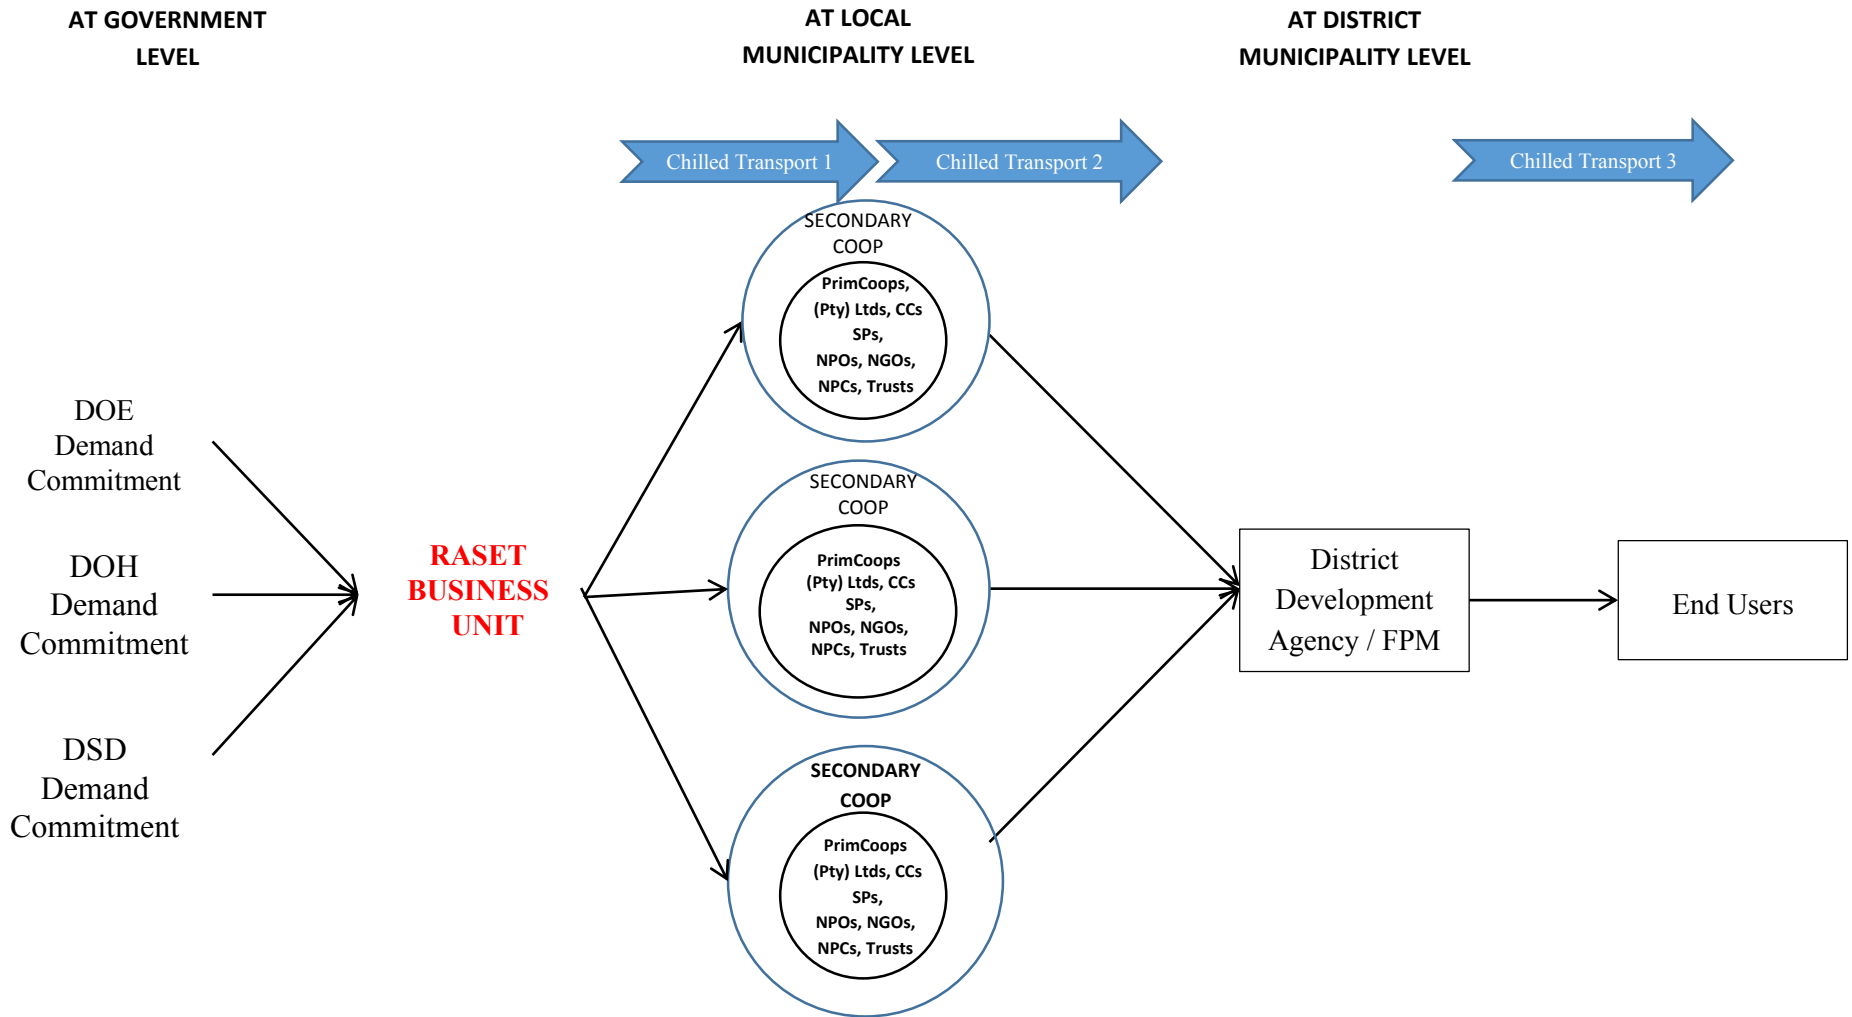 AT GOVERNMENT
LEVEL
AT LOCAL
MUNICIPALITY LEVEL
AT DISTRICT
MUNICIPALITY LEVEL
Chilled Transport 1
Chilled Transport 2
Chilled Transport 3
DOE
Demand
Commitment
DOH
Demand
Commitment
DSD
Demand
Commitment
RASET
BUSINESS
UNIT
SECONDARY
COOP
PrimCoops,
(Pty) Ltds, CCs
SPs,
NPOs, NGOs,
NPCs, Trusts
SECONDARY
COOP
PrimCoops
(Pty) Ltds, CCs
SPs,
NPOs, NGOs,
NPCs, Trusts
SECONDARY
COOP
PrimCoops
(Pty) Ltds, CCs
SPs,
NPOs, NGOs,
NPCs, Trusts
District
Development
Agency / FPM
End Users